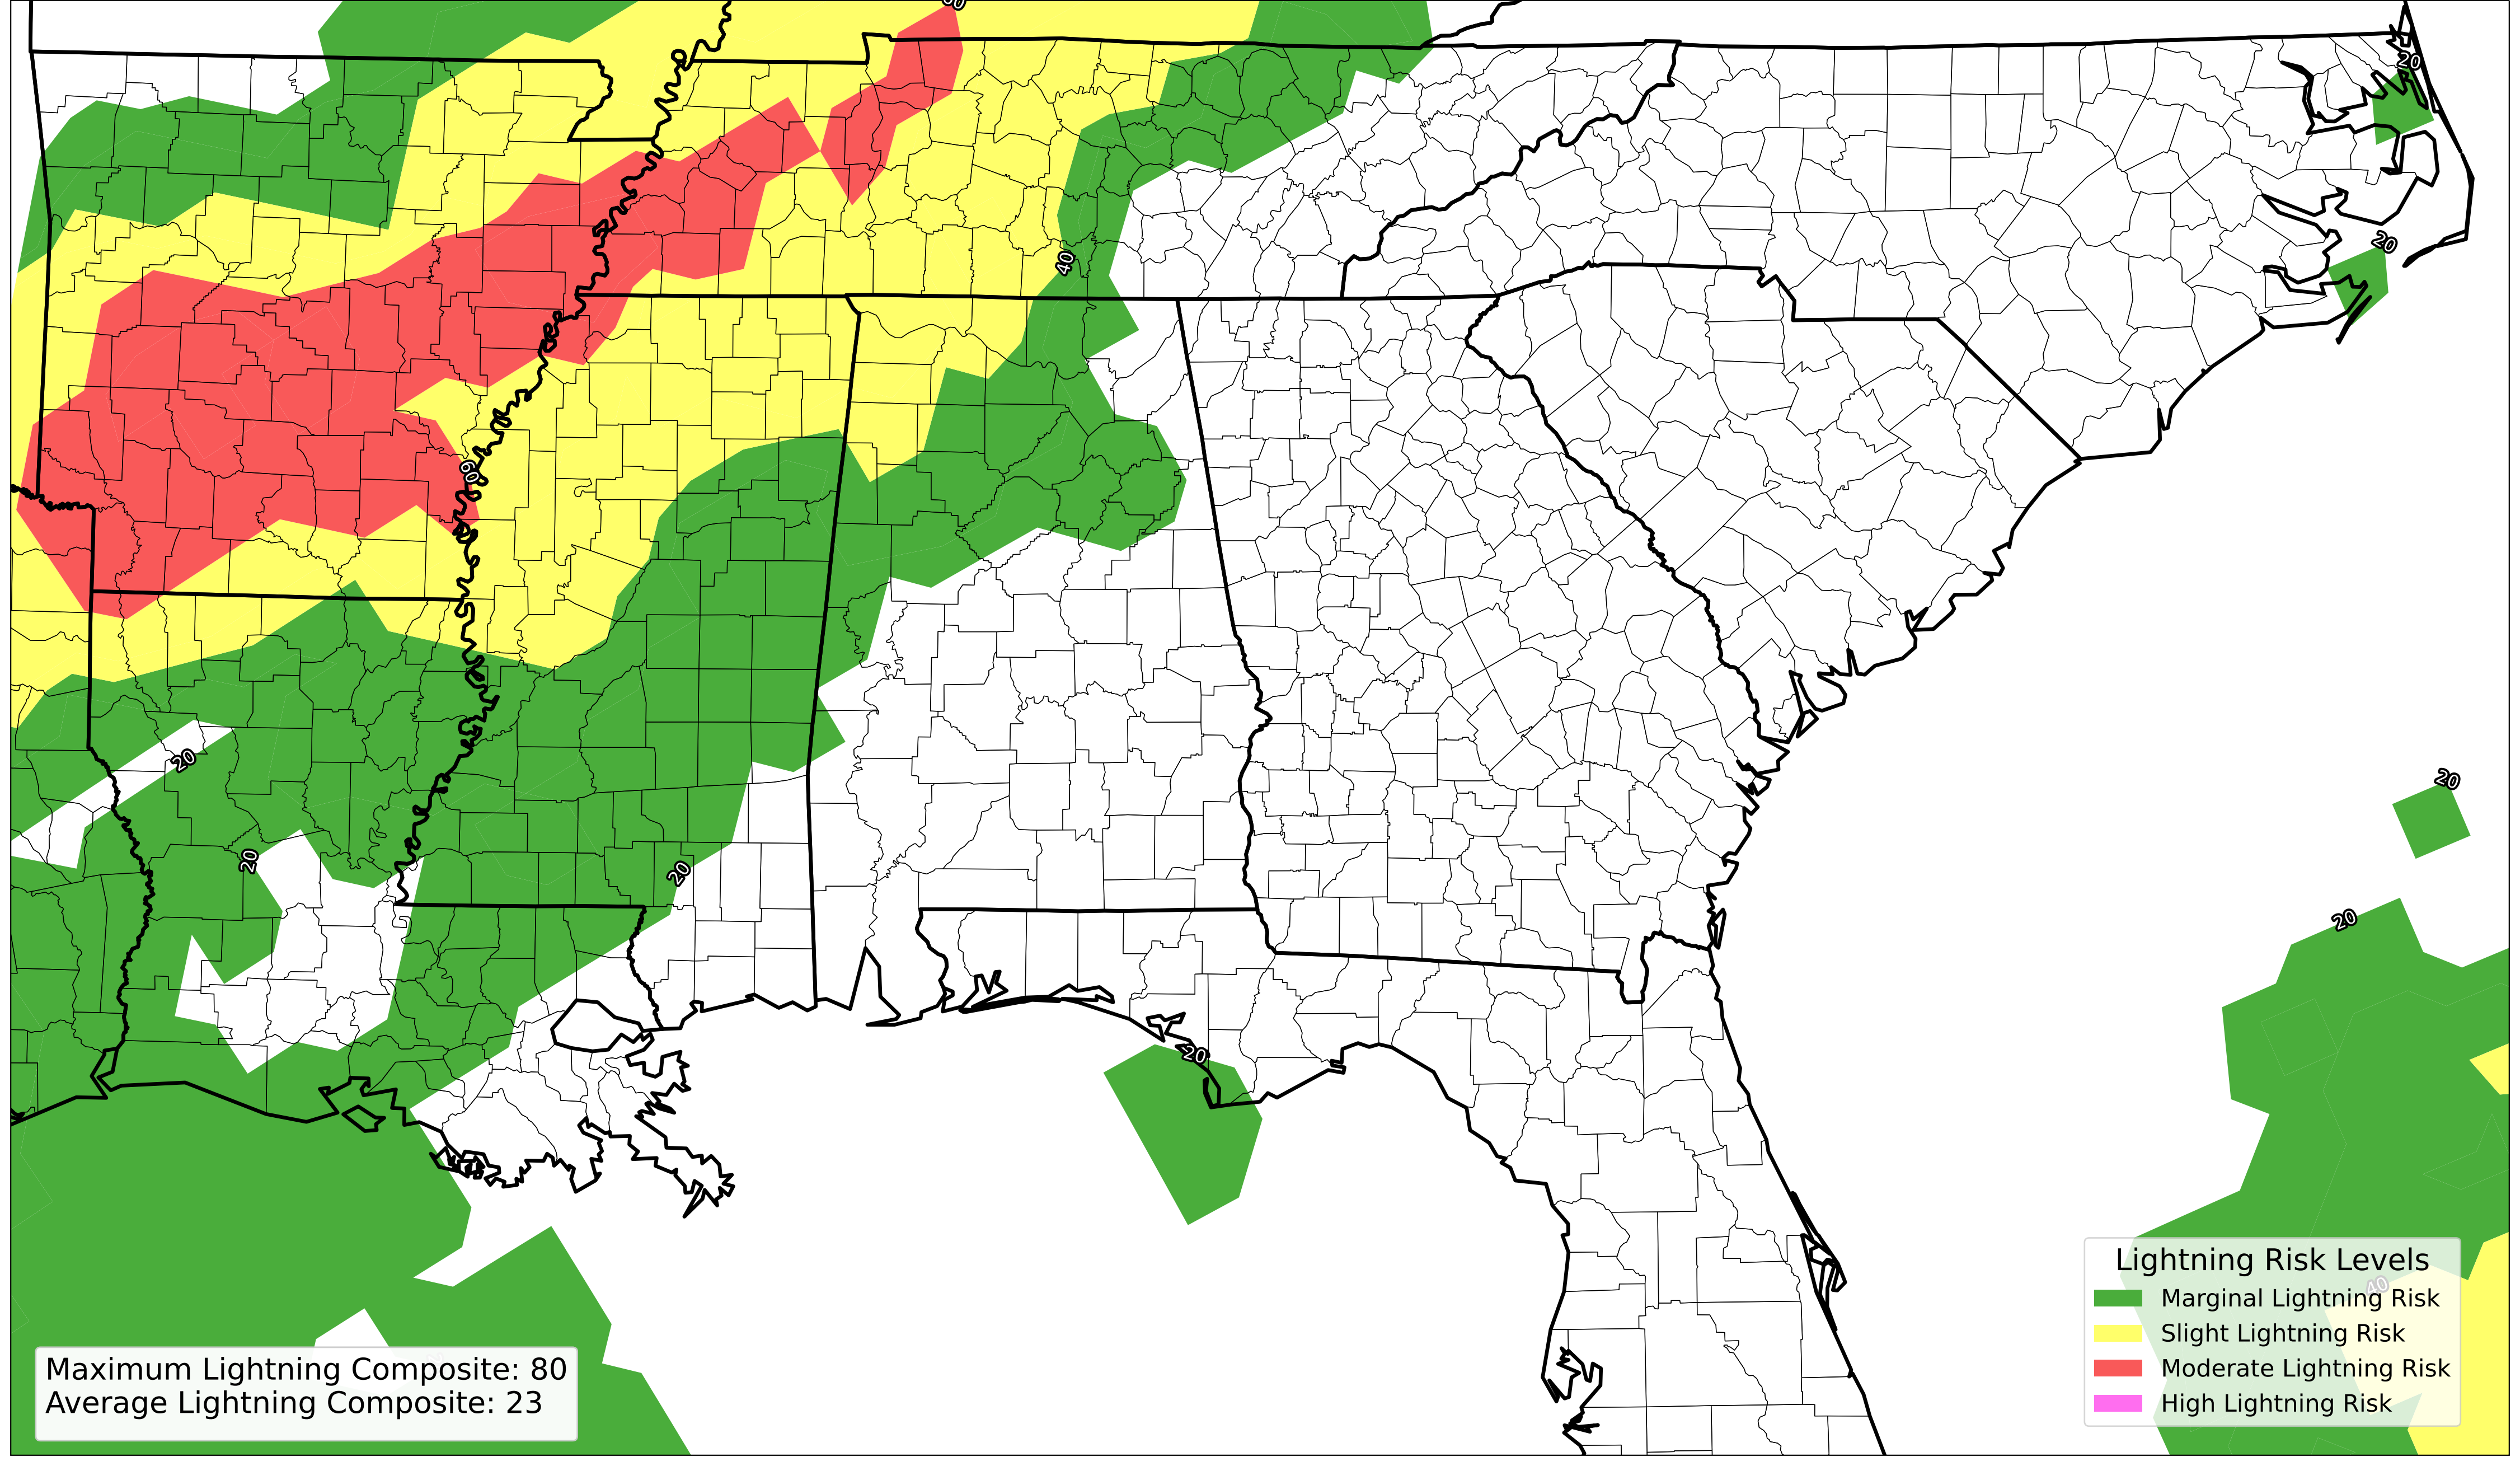 20
20
40
60
20
20
20
20
20
20
40
Lightning Risk Levels
Marginal Lightning Risk
Slight Lightning Risk
Moderate Lightning Risk
High Lightning Risk
Maximum Lightning Composite: 80
Average Lightning Composite: 23